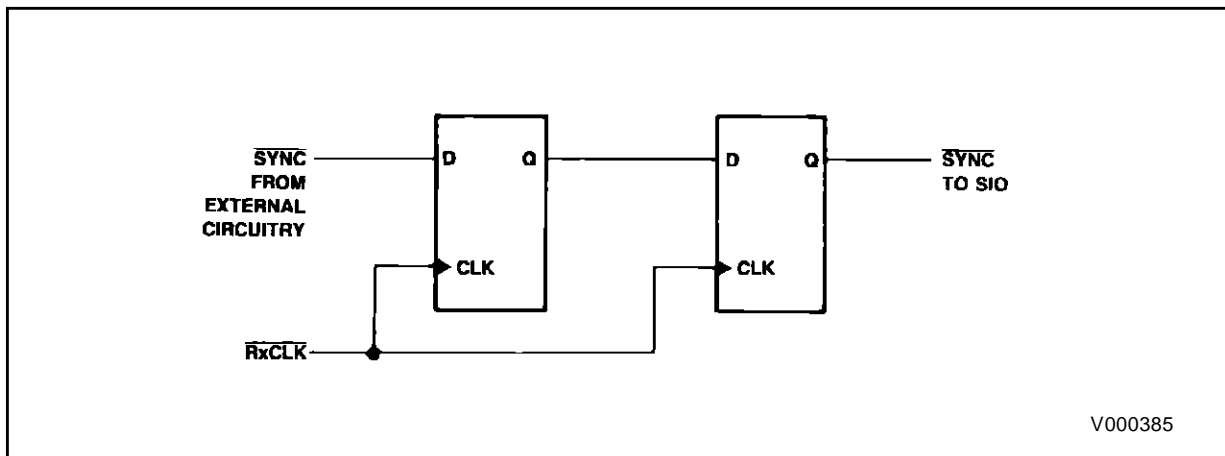 SYNC
FROM
EXTERNAL
CIRCUITRY
D Q
CLK
D Q
CLK
SYNC
TO SIO
RxCLK
V000385